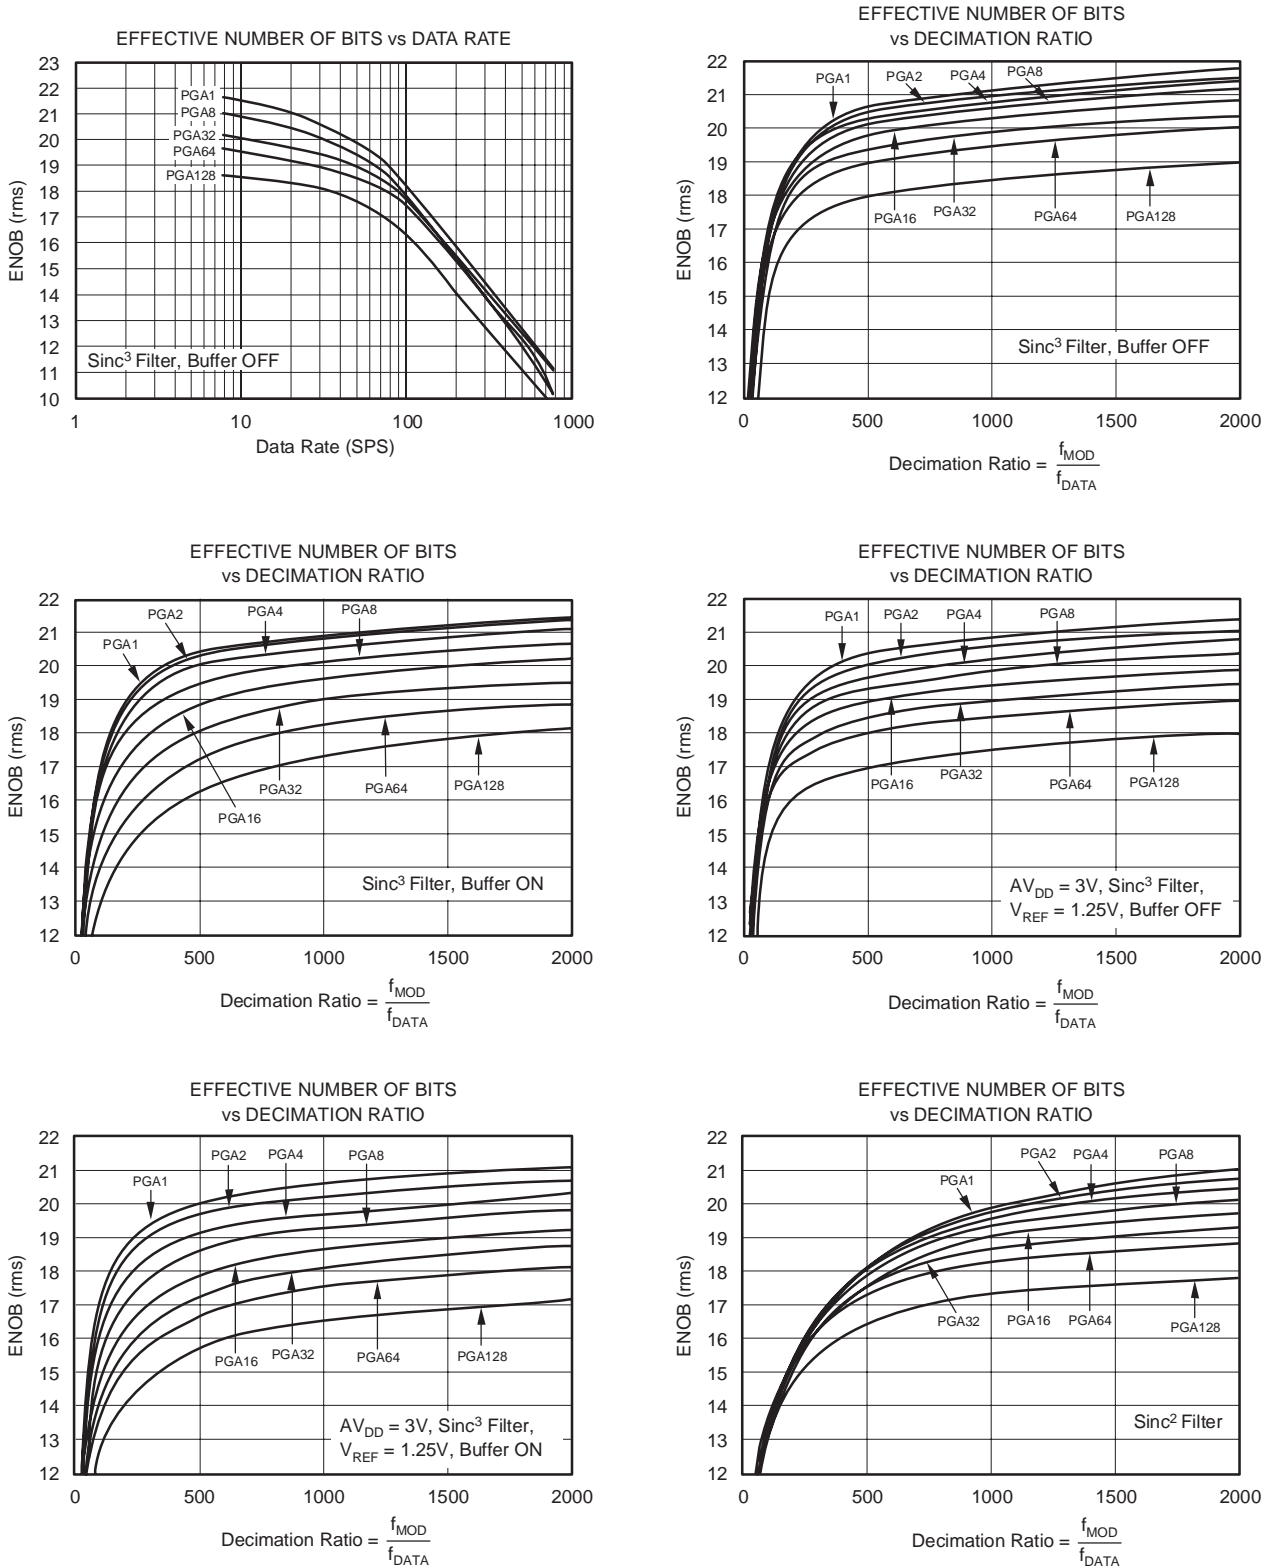 EFFECTIVE NUMBER OF BITS vs DATA RATE
23
22
21
20
19
18
17
16
15
14
13
12
11
10
ENOB (rms)
PGA1
PGA8
PGA32
PGA64
PGA128
Sinc³ Filter, Buffer OFF
1
10
100
1000
Data Rate (SPS)
EFFECTIVE NUMBER OF BITS
vs DECIMATION RATIO
22
21
20
19
18
17
16
15
14
13
12
ENOB (rms)
PGA1
PGA2
PGA4
PGA8
PGA16
PGA32
PGA64
PGA128
Sinc³ Filter, Buffer OFF
0
500
1000
1500
2000
Decimation Ratio = fMOD
fDATA
EFFECTIVE NUMBER OF BITS
vs DECIMATION RATIO
22
21
20
19
18
17
16
15
14
13
12
ENOB (rms)
PGA1
PGA2
PGA4
PGA8
PGA16
PGA32
PGA64
PGA128
Sinc³ Filter, Buffer ON
0
500
1000
1500
2000
Decimation Ratio = fMOD
fDATA
EFFECTIVE NUMBER OF BITS
vs DECIMATION RATIO
22
21
20
19
18
17
16
15
14
13
12
ENOB (rms)
PGA1
PGA2
PGA4
PGA8
PGA16
PGA32
PGA64
PGA128
AVDD = 3V, Sinc³ Filter,
VREF = 1.25V, Buffer OFF
0
500
1000
1500
2000
Decimation Ratio = fMOD
fDATA
EFFECTIVE NUMBER OF BITS
vs DECIMATION RATIO
22
21
20
19
18
17
16
15
14
13
12
ENOB (rms)
PGA1
PGA2
PGA4
PGA8
PGA16
PGA32
PGA64
PGA128
AVDD = 3V, Sinc³ Filter,
VREF = 1.25V, Buffer ON
0
500
1000
1500
2000
Decimation Ratio = fMOD
fDATA
EFFECTIVE NUMBER OF BITS
vs DECIMATION RATIO
22
21
20
19
18
17
16
15
14
13
12
ENOB (rms)
PGA1
PGA2
PGA4
PGA8
PGA32
PGA16
PGA64
PGA128
Sinc² Filter
0
500
1000
1500
2000
Decimation Ratio = fMOD
fDATA